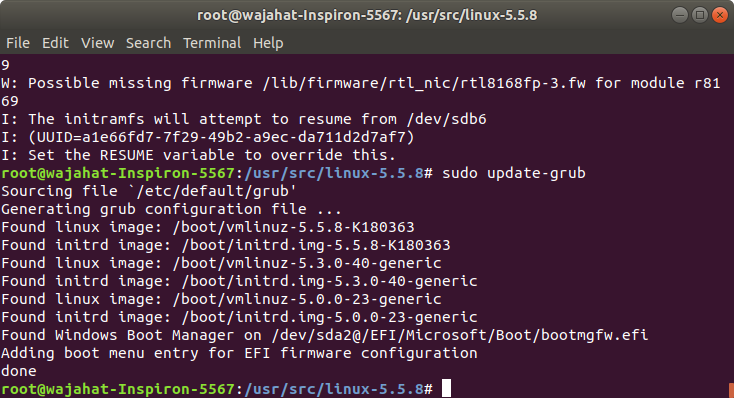 root@wajahat-Inspiron-5567: /usr/src/linux-5.5.8
File Edit View Search Terminal Help
9
W: Possible missing firmware /lib/firmware/rtl_nic/rtl8168fp-3.fw for module r81
69
I: The initramfs will attempt to resume from /dev/sdb6
I: (UUID=a1e66fd7-7f29-49b2-a9ec-da711d2d7af7)
I: Set the RESUME variable to override this.
root@wajahat-Inspiron-5567:/usr/src/linux-5.5.8# sudo update-grub
Sourcing file `/etc/default/grub'
Generating grub configuration file ...
Found linux image: /boot/vmlinuz-5.5.8-K180363
Found initrd image: /boot/initrd.img-5.5.8-K180363
Found linux image: /boot/vmlinuz-5.3.0-40-generic
Found initrd image: /boot/initrd.img-5.3.0-40-generic
Found linux image: /boot/vmlinuz-5.0.0-23-generic
Found initrd image: /boot/initrd.img-5.0.0-23-generic
Found Windows Boot Manager on /dev/sda2@/EFI/Microsoft/Boot/bootmgfw.efi
Adding boot menu entry for EFI firmware configuration
done
root@wajahat-Inspiron-5567:/usr/src/linux-5.5.8#